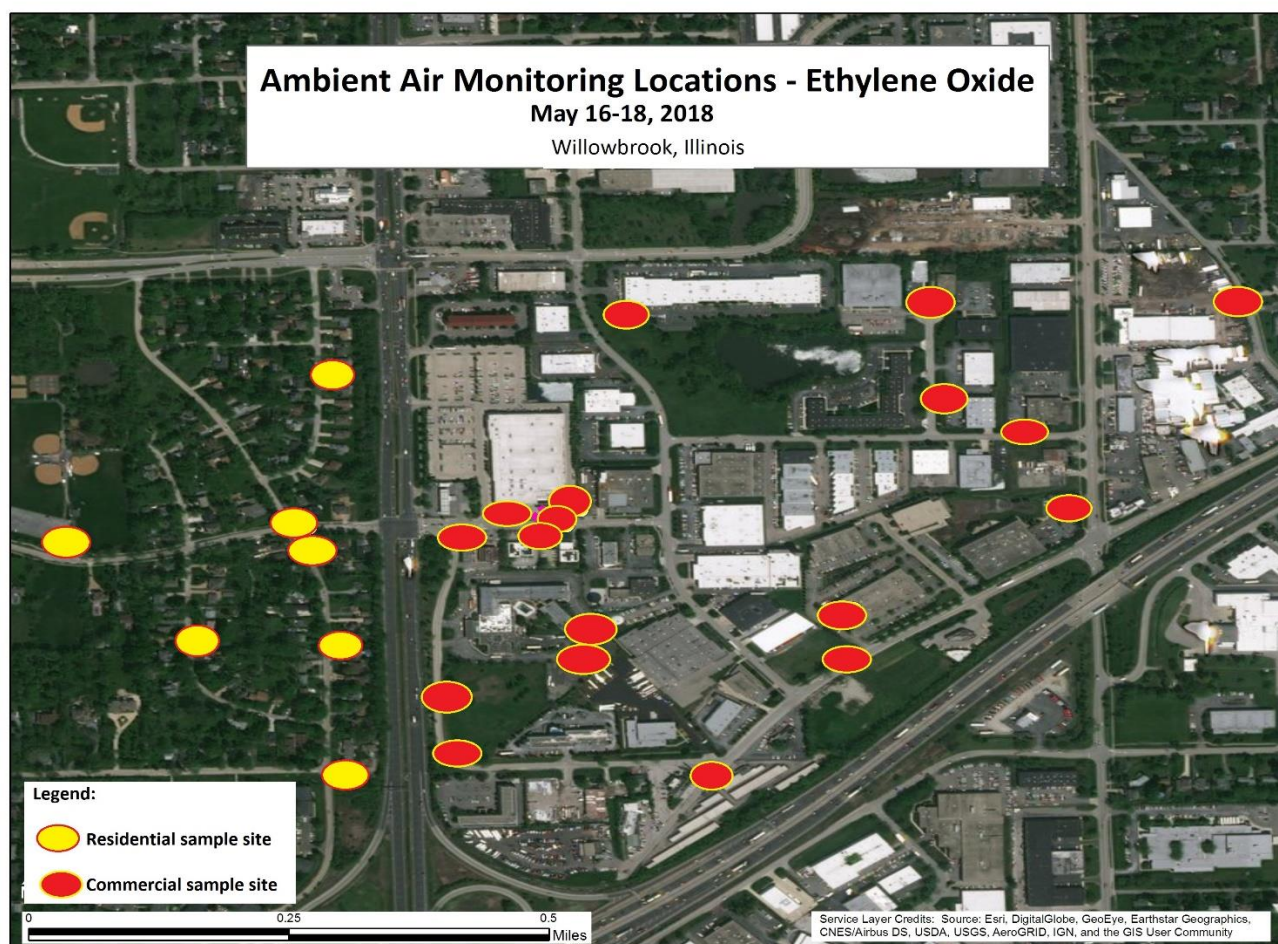 Ambient Air Monitoring Locations - Ethylene Oxide
May 16-18, 2018
Willowbrook, Illinois
Legend:
Residential sample site
Commercial sample site
0 0.25 0.5
Miles
Service Layer Credits: Source: Esri, DigitalGlobe, GeoEye, Earthstar Geographics,
CNES/Airbus DS, USDA, USGS, AeroGRID, IGN, and the GIS User Community